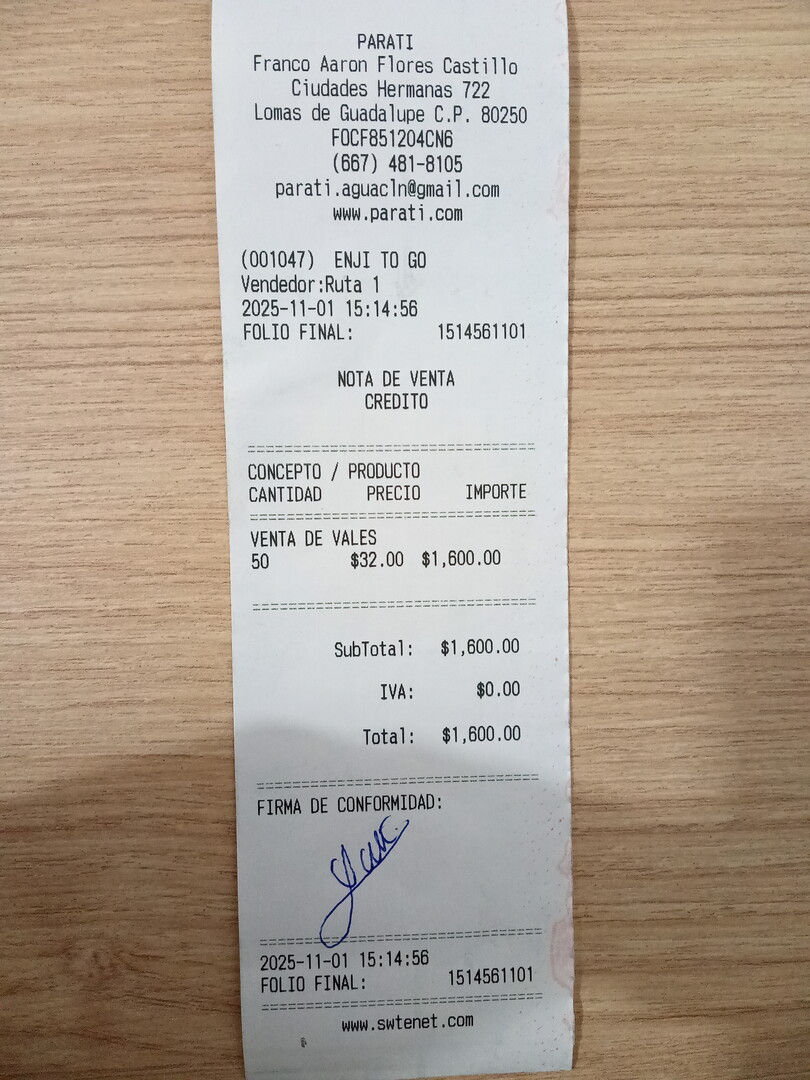 PARATI
Franco Aaron Flores Castillo
Ciudades Hermanas 722
Lomas de Guadalupe C.P. 80250
FOCF851204CN6
(667) 481-8105
parati.aguacln@gmail.com
www.parati.com
(001047) ENJI TO GO
Vendedor:Ruta 1
2025-11-01 15:14:56
FOLIO FINAL: 1514561101
NOTA DE VENTA
CREDITO
CONCEPTO / PRODUCTO
CANTIDAD PRECIO IMPORTE
VENTA DE VALES
50 $32.00 $1,600.00
SubTotal: $1,600.00
IVA: $0.00
Total: $1,600.00
FIRMA DE CONFORMIDAD:
2025-11-01 15:14:56
FOLIO FINAL: 1514561101
www.swtenet.com